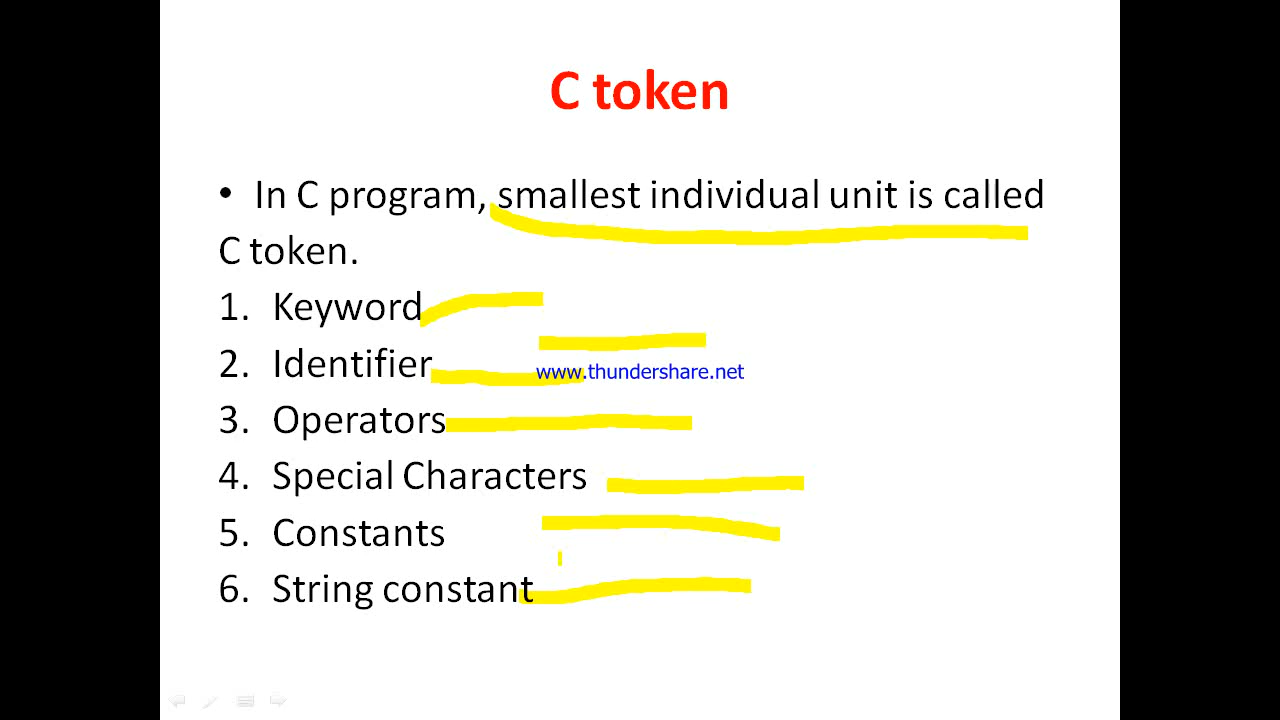 C token
• In C program, smallest individual unit is called
C token.
1. Keyword
2. Identifier
www.thundershare.net
3. Operators
4. Special Characters
5. Constants
6. String constant